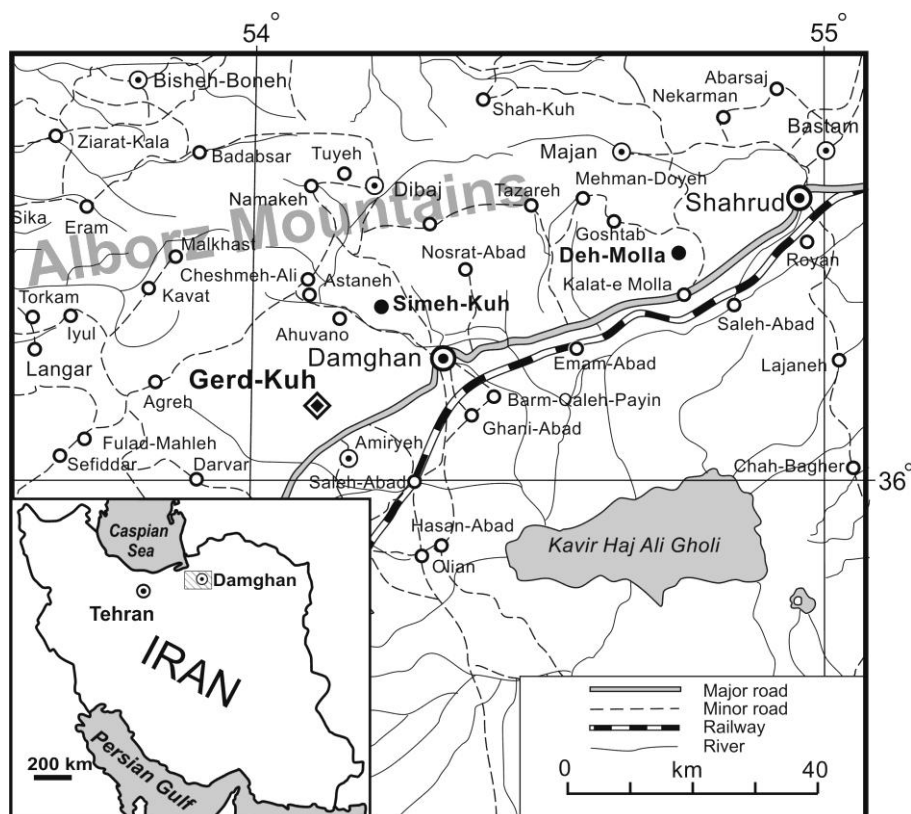 54°
55°
Bisheh-Boneh
Abarsaj
Shah-Kuh
Nekarman
Ziarat-Kala
Tuyeh
Bastam
Badabsar
Majan
Namakeh
Dibaj
Mehman-Doyeh
Tazareh
Shahrud
Sika
Eram
Alborz Mountains
Malkhast
Nosrat-Abad
Goshtab
Deh-Molla
Royan
Cheshmeh-Ali
Astaneh
Kavat
Kalat-e Molla
Torkam
Iyul
Simeh-Kuh
Saleh-Abad
Ahuvano
Langar
Damghan
Emam-Abad
Lajaneh
Gerd-Kuh
Agreh
Barm-Qaleh-Payin
Ghani-Abad
Fulad-Mahleh
Amiryeh
Sefiddar
Darvar
Saleh-Abad
Chah-Bagher
36°
Hasan-Abad
Kavir Haj Ali Gholi
Olian
Caspian
Sea
Damghan
Tehran
IRAN
Persian Gulf
200 km
Major road
Minor road
Railway
River
0 km 40